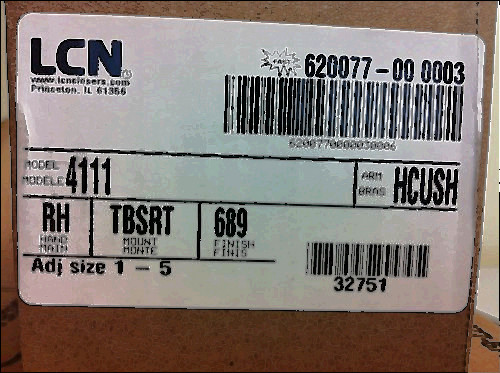 LCN
www.lcnclosers.com
Princeton, IL 61356
FAST
620077-00 0003
6200770000030006
MODEL
MODELE
4111
ARM
BRAS
HCUSH
RH
HAND
MAIN
TBSRT
MOUNT
MONTE
689
FINISH
FINIS
Adj size 1 - 5
32751